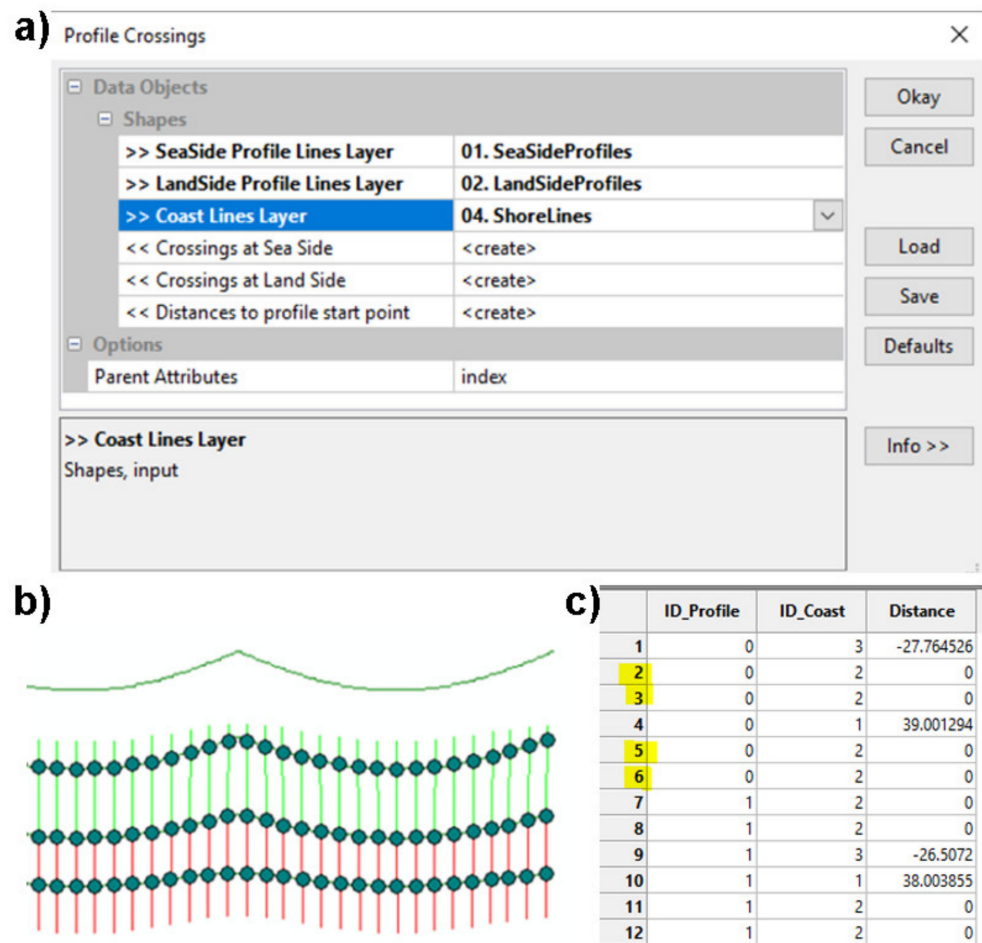 a) Profile Crossings
Data Objects
Okay
Shapes
>> SeaSide Profile Lines Layer 01. SeaSideProfiles
Cancel
>> LandSide Profile Lines Layer 02. LandSideProfiles
>> Coast Lines Layer 04. ShoreLines
<< Crossings at Sea Side <create>
Load
<< Crossings at Land Side <create>
Save
<< Distances to profile start point <create>
Options
Defaults
Parent Attributes index
>> Coast Lines Layer
Info >>
Shapes, input
b)
c)
ID_Profile ID_Coast Distance
1 0 3 -27.764526
2 0 2 0
3 0 2 0
4 0 1 39.001294
5 0 2 0
6 0 2 0
7 1 2 0
8 1 2 0
9 1 3 -26.5072
10 1 1 38.003855
11 1 2 0
12 1 2 0